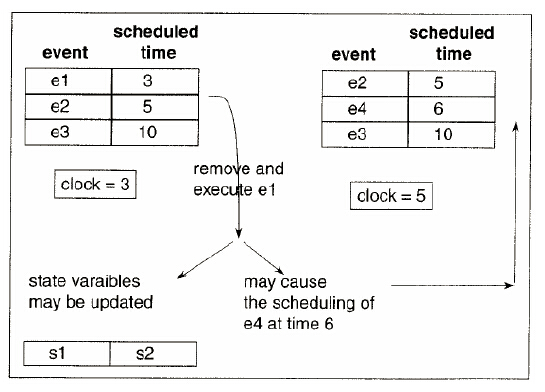 event scheduled time
e1 3
e2 5
e3 10
clock = 3
event scheduled time
e2 5
e4 6
e3 10
clock = 5
remove and
execute e1
state varaibles
may be updated
may cause
the scheduling of
e4 at time 6
s1 s2